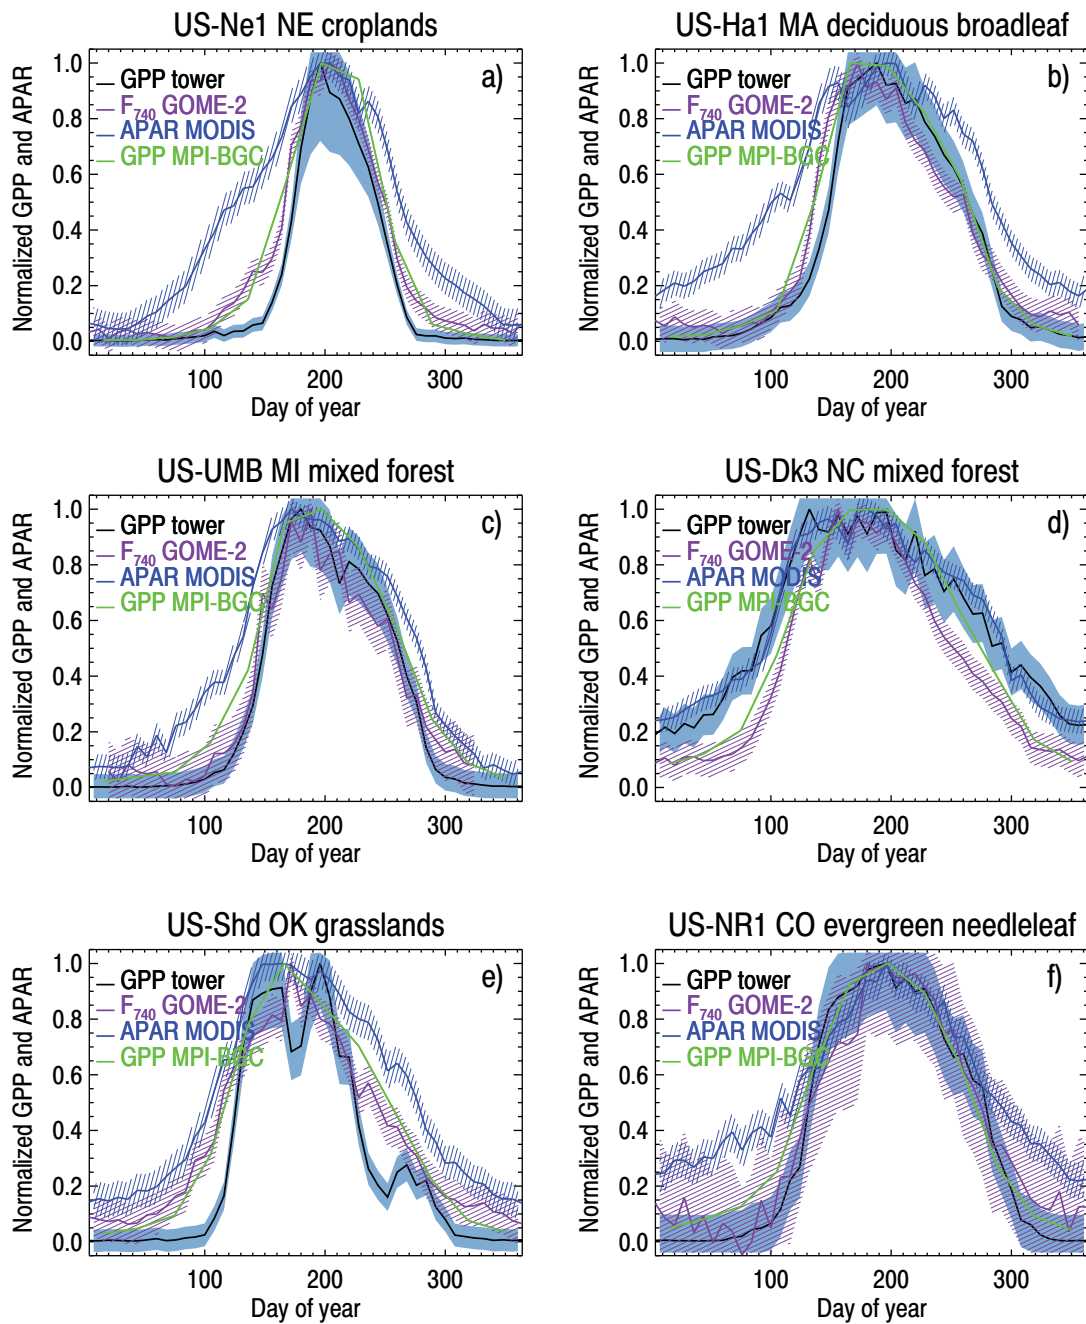 US-Ne1 NE croplands
a)
GPP tower
F740 GOME-2
APAR MODIS
GPP MPI-BGC
Normalized GPP and APAR
1.0
0.8
0.6
0.4
0.2
0.0
100 200 300
Day of year
US-Ha1 MA deciduous broadleaf
b)
GPP tower
F740 GOME-2
APAR MODIS
GPP MPI-BGC
Normalized GPP and APAR
1.0
0.8
0.6
0.4
0.2
0.0
100 200 300
Day of year
US-UMB MI mixed forest
c)
GPP tower
F740 GOME-2
APAR MODIS
GPP MPI-BGC
Normalized GPP and APAR
1.0
0.8
0.6
0.4
0.2
0.0
100 200 300
Day of year
US-Dk3 NC mixed forest
d)
GPP tower
F740 GOME-2
APAR MODIS
GPP MPI-BGC
Normalized GPP and APAR
1.0
0.8
0.6
0.4
0.2
0.0
100 200 300
Day of year
US-Shd OK grasslands
e)
GPP tower
F740 GOME-2
APAR MODIS
GPP MPI-BGC
Normalized GPP and APAR
1.0
0.8
0.6
0.4
0.2
0.0
100 200 300
Day of year
US-NR1 CO evergreen needleleaf
f)
GPP tower
F740 GOME-2
APAR MODIS
GPP MPI-BGC
Normalized GPP and APAR
1.0
0.8
0.6
0.4
0.2
0.0
100 200 300
Day of year